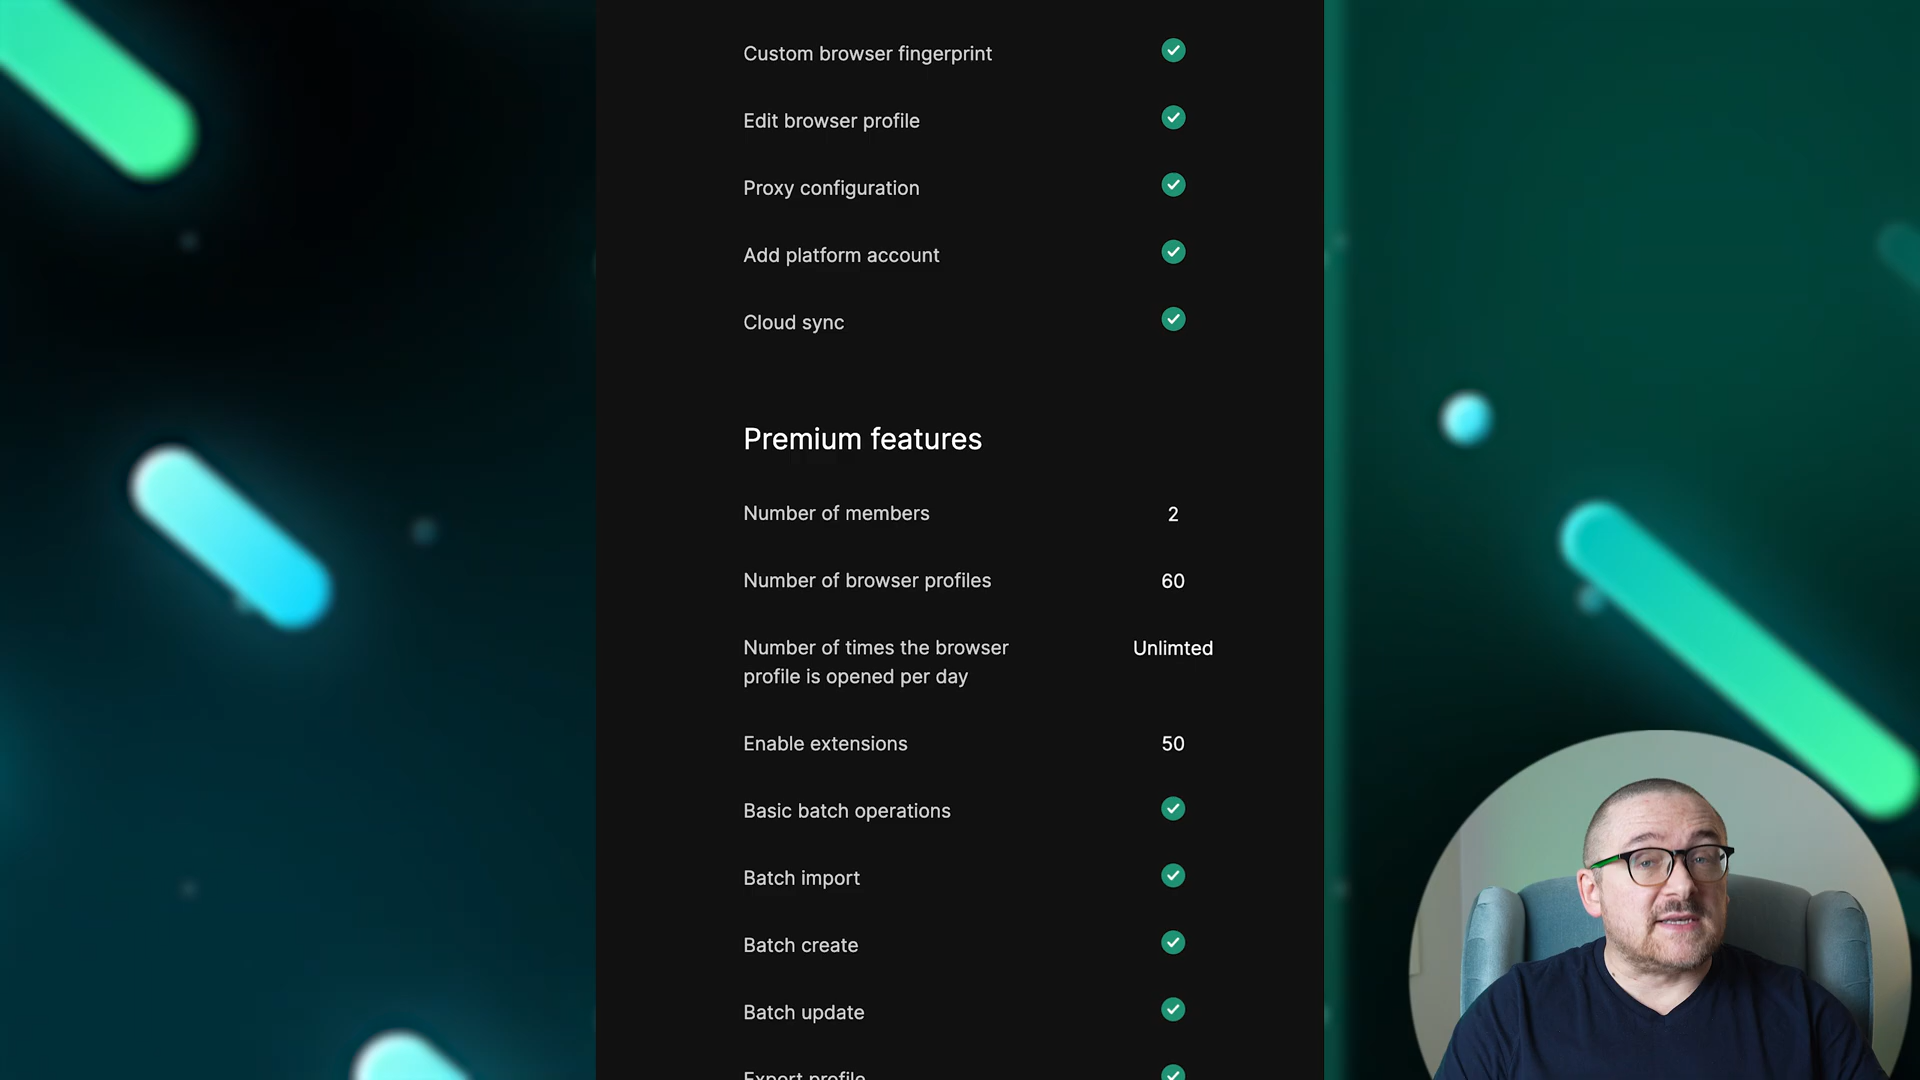 Custom browser fingerprint
Edit browser profile
Proxy configuration
Add platform account
Cloud sync
Premium features
Number of members 2
Number of browser profiles 60
Number of times the browser Unlimted
profile is opened per day
Enable extensions 50
Basic batch operations
Batch import
Batch create
Batch update
Export profile